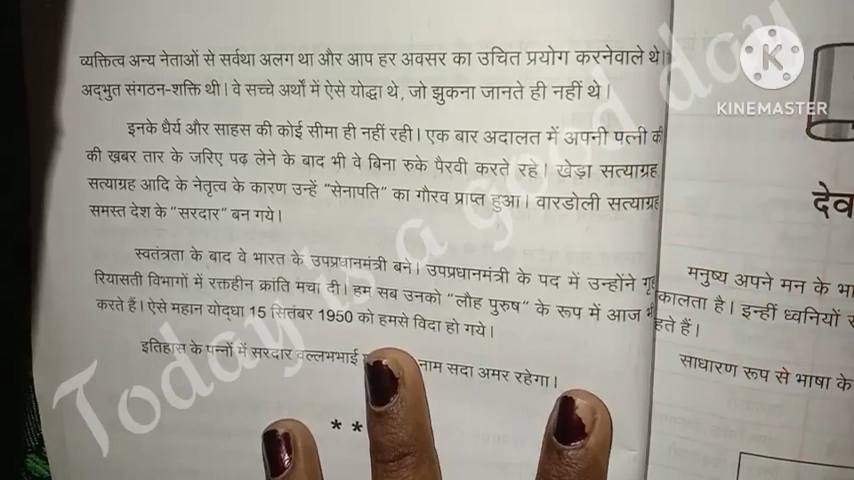 व्यक्तित्व अन्य नेताओं से सर्वथा अलग था और आप हर अवसर का उचित प्रयोग करनेवाले थे।
अद्भुत संगठन-शक्ति थी। वे सच्चे अर्थों में ऐसे योद्धा थे, जो झुकना जानते ही नहीं थे।
इनके धैर्य और साहस की कोई सीमा ही नहीं रही। एक बार अदालत में अपनी पत्नी की
की ख़बर तार के जरिए पढ़ लेने के बाद भी वे बिना रुके पैरवी करते रहे। खेड़ा सत्याग्रह,
सत्याग्रह आदि के नेतृत्व के कारण उन्हें "सेनापति" का गौरव प्राप्त हुआ। वारडोली सत्याग्रह
समस्त देश के "सरदार" बन गये।
स्वतंत्रता के बाद वे भारत के उपप्रधानमंत्री बने। उपप्रधानमंत्री के पद में उन्होंने गृह
रियासती विभागों में रक्तहीन क्रांति मचा दी। हम सब उनको "लौह पुरुष" के रूप में आज भी
करते हैं। ऐसे महान योद्धा 15 सितंबर 1950 को हमसे विदा हो गये।
इतिहास के पन्नों में सरदार वल्लभभाई नाम सदा अमर रहेगा।
* *
देव
मनुष्य अपने मन के भा
कालता है। इन्हीं ध्वनियों
हते हैं।
साधारण रूप से भाषा के
Today is a good day
KINEMASTER